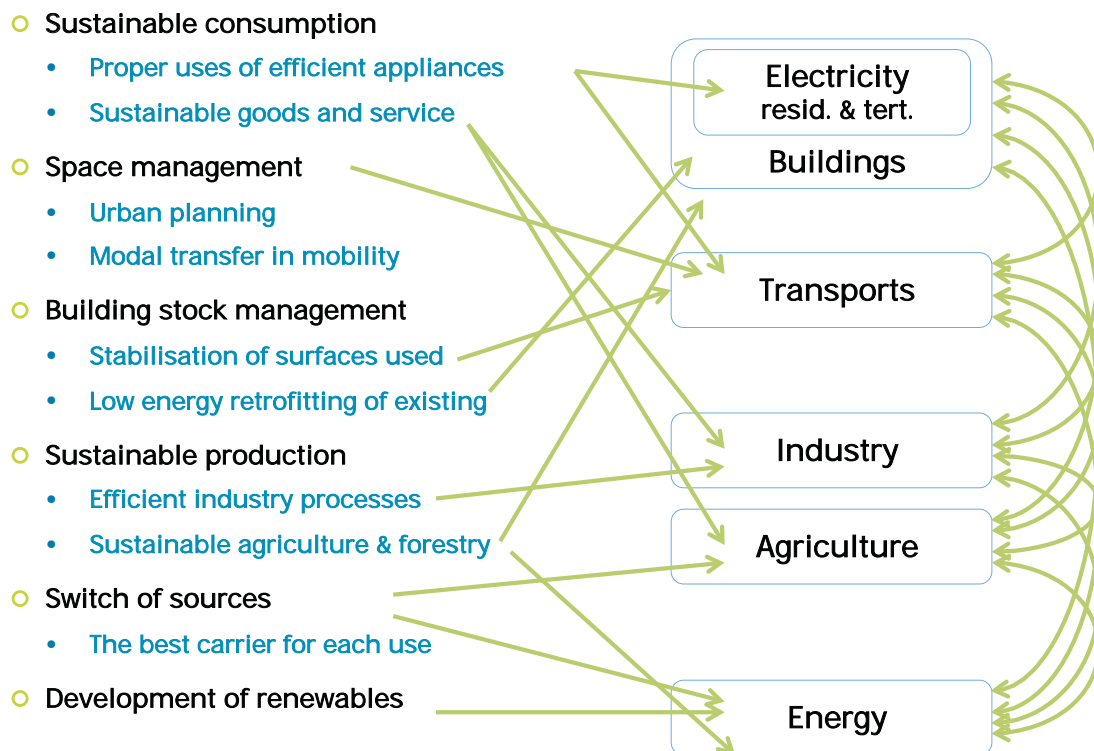 Sustainable consumption
Proper uses of efficient appliances
Sustainable goods and service
Space management
Urban planning
Modal transfer in mobility
Building stock management
Stabilisation of surfaces used
Low energy retrofitting of existing
Sustainable production
Efficient industry processes
Sustainable agriculture & forestry
Switch of sources
The best carrier for each use
Development of renewables
Electricity
resid. & tert.
Buildings
Transports
Industry
Agriculture
Energy